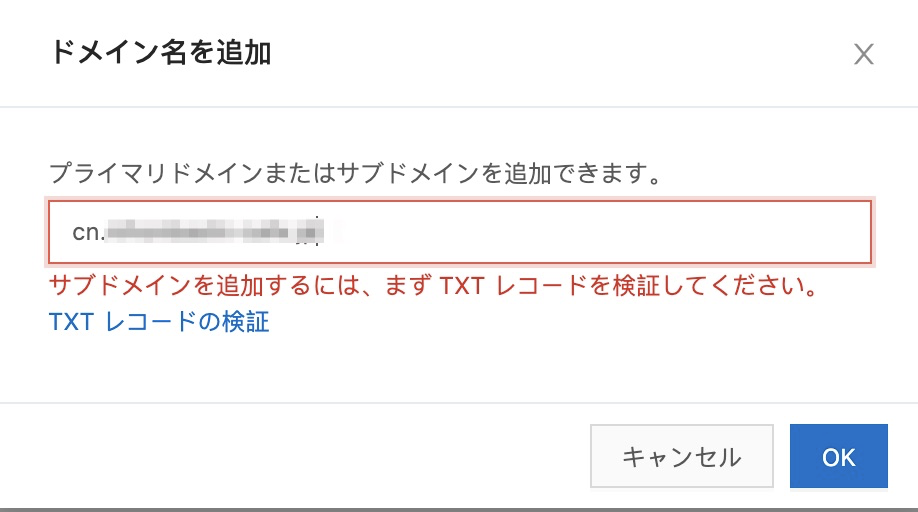 ドメイン名を追加
プライマリドメインまたはサブドメインを追加できます。
cn.
サブドメインを追加するには、まず TXT レコードを検証してください。
TXT レコードの検証
キャンセル
OK